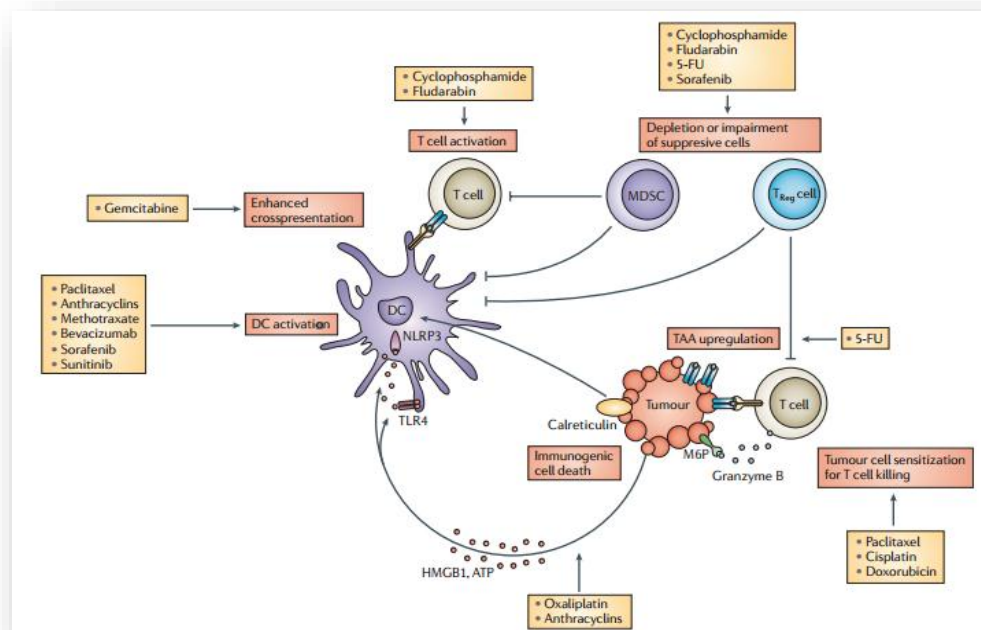 • Cyclophosphamide
• Fludarabin
• 5-FU
• Sorafenib
• Cyclophosphamide
• Fludarabin
T cell activation
Depletion or impairment
of suppresive cells
T cell
MDSC
TReg cell
• Gemcitabine
Enhanced
crosspresentation
• Paclitaxel
• Anthracyclins
• Methotraxate
• Bevacizumab
• Sorafenib
• Sunitinib
DC activation
DC
NLRP3
TLR4
TAA upregulation
• 5-FU
Tumour
T cell
Calreticulin
M6P
Granzyme B
Immunogenic
cell death
Tumour cell sensitization
for T cell killing
• Paclitaxel
• Cisplatin
• Doxorubicin
HMGB1, ATP
• Oxaliplatin
• Anthracyclins